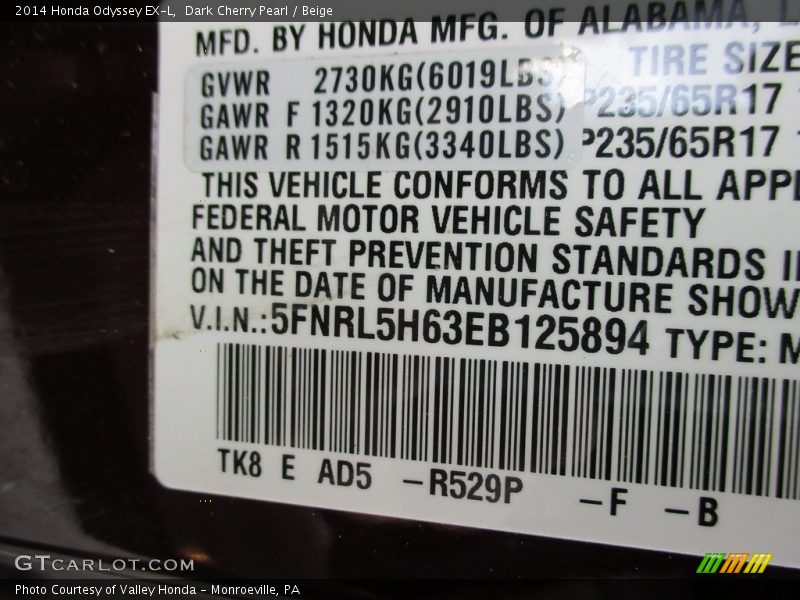 2014 Honda Odyssey EX-L, Dark Cherry Pearl / Beige
MFD. BY HONDA MFG. OF ALABAMA, L
GVWR 2730KG(6019LBS) TIRE SIZE
GAWR F 1320KG(2910LBS) P235/65R17 1
GAWR R 1515KG(3340LBS) P235/65R17 1
THIS VEHICLE CONFORMS TO ALL APPL
FEDERAL MOTOR VEHICLE SAFETY
AND THEFT PREVENTION STANDARDS I
ON THE DATE OF MANUFACTURE SHOW
V.I.N.:5FNRL5H63EB125894 TYPE: M
TK8 E AD5 -R529P -F -B
GTCARLOT.COM
Photo Courtesy of Valley Honda - Monroeville, PA